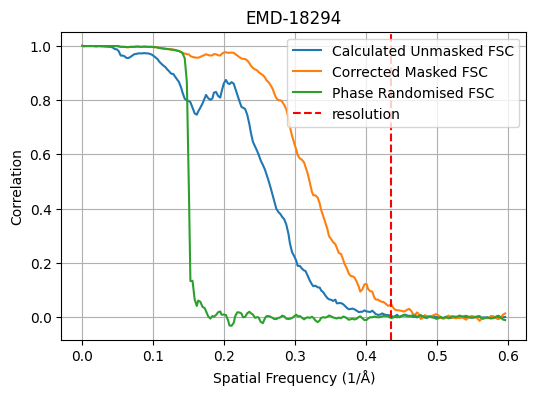 EMD-18294
Calculated Unmasked FSC
Corrected Masked FSC
Phase Randomised FSC
resolution
Correlation
1.0
0.8
0.6
0.4
0.2
0.0
0.0 0.1 0.2 0.3 0.4 0.5 0.6
Spatial Frequency (1/Å)